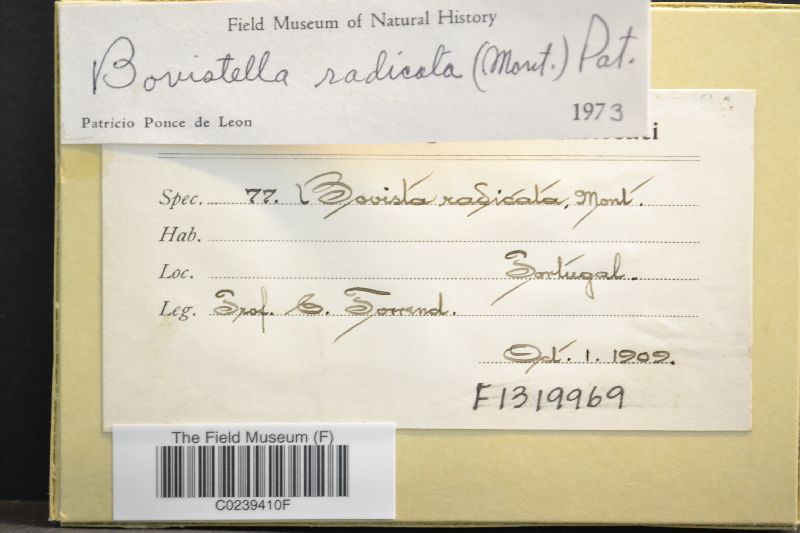 Field Museum of Natural History
Bovistella radicata (Mont.) Pat.
Patricio Ponce de Leon 1973
Spec. 77. Bovista radicata, Mont.
Hab.
Loc. Portugal.
Leg. Prof. C. Torrend.
Oct. 1. 1909.
F1319969
The Field Museum (F)
C0239410F